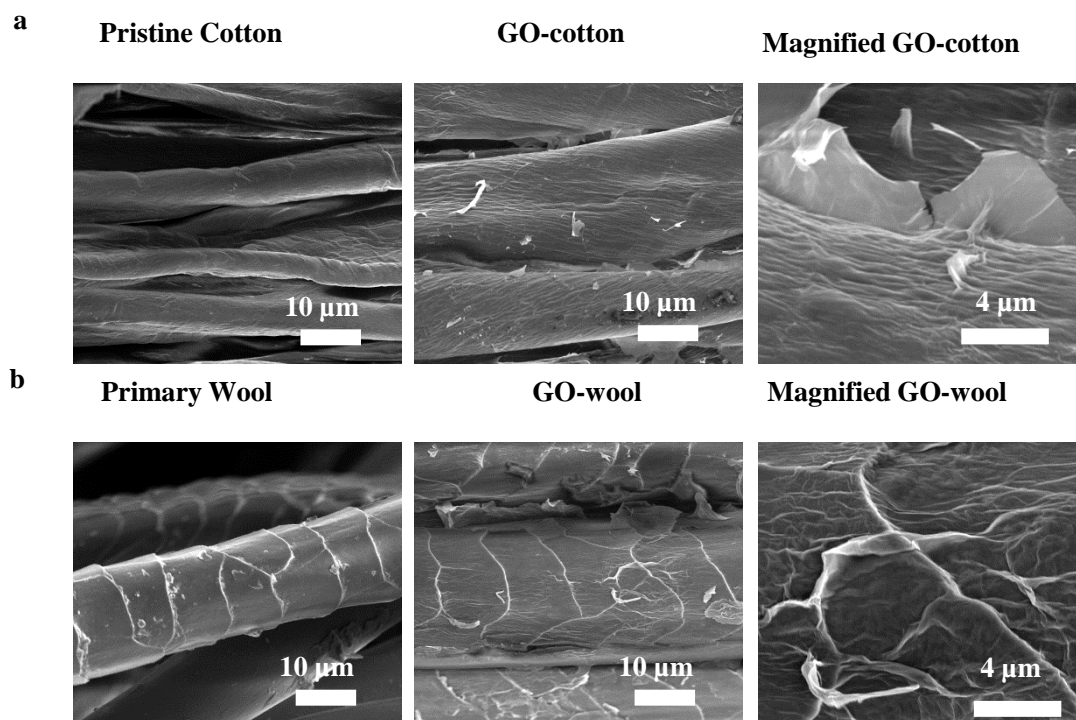 a
Pristine Cotton
GO-cotton
Magnified GO-cotton
10 µm
10 µm
4 µm
b
Primary Wool
GO-wool
Magnified GO-wool
10 µm
10 µm
4 µm